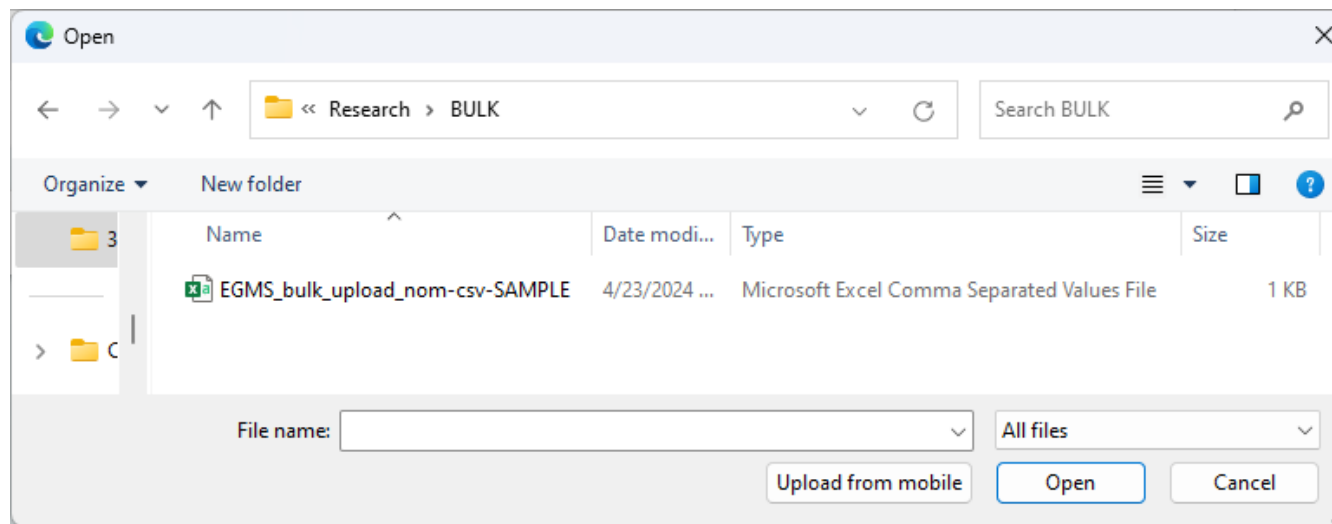 Open
« Research > BULK
Search BULK
Organize
New folder
3
Name
Date modi...
Type
Size
EGMS_bulk_upload_nom-csv-SAMPLE
4/23/2024 ...
Microsoft Excel Comma Separated Values File
1 KB
C
File name:
All files
Upload from mobile
Open
Cancel